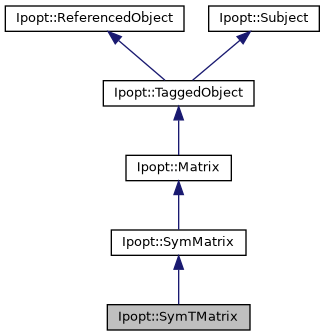 Ipopt::ReferencedObject
Ipopt::Subject
Ipopt::TaggedObject
Ipopt::Matrix
Ipopt::SymMatrix
Ipopt::SymTMatrix